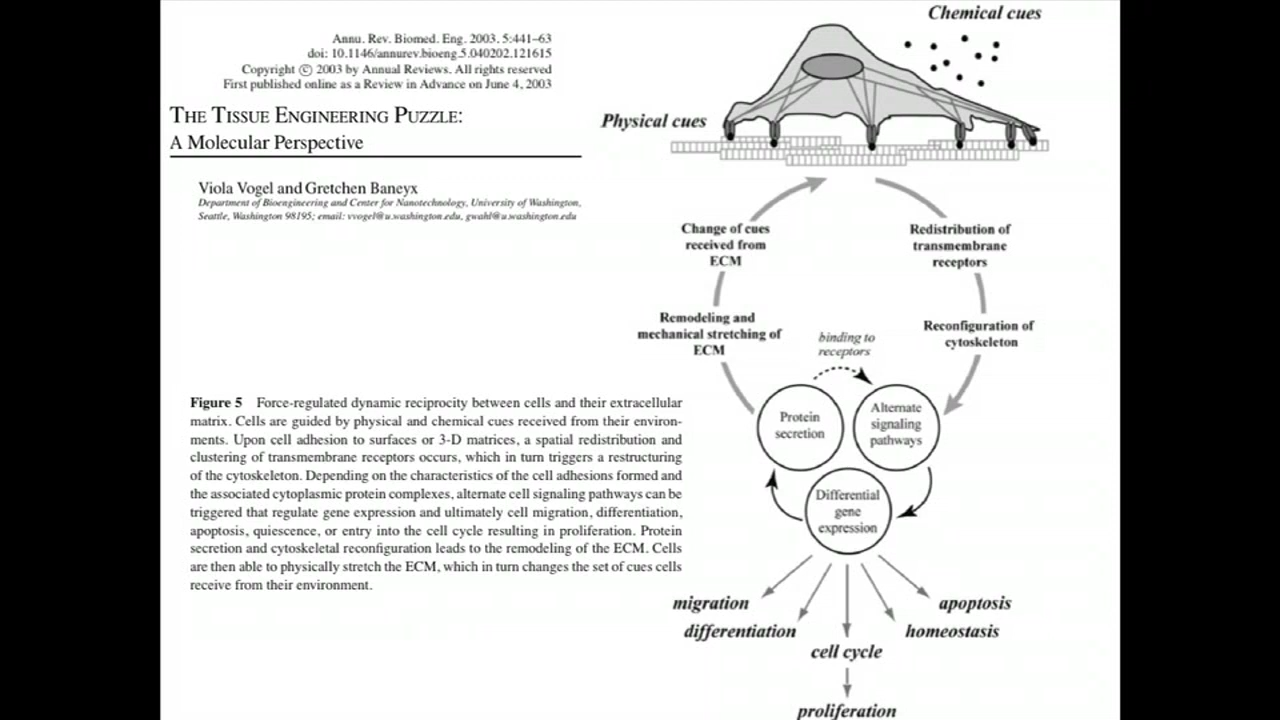 Annu. Rev. Biomed. Eng. 2003. 5:441–63
doi: 10.1146/annurev.bioeng.5.040202.121615
Copyright © 2003 by Annual Reviews. All rights reserved
First published online as a Review in Advance on June 4, 2003
THE TISSUE ENGINEERING PUZZLE:
A Molecular Perspective
Viola Vogel and Gretchen Baneyx
Department of Bioengineering and Center for Nanotechnology, University of Washington,
Seattle, Washington 98195; email: vvogel@u.washington.edu, gwahl@u.washington.edu
Figure 5 Force-regulated dynamic reciprocity between cells and their extracellular
matrix. Cells are guided by physical and chemical cues received from their environ-
ments. Upon cell adhesion to surfaces or 3-D matrices, a spatial redistribution and
clustering of transmembrane receptors occurs, which in turn triggers a restructuring
of the cytoskeleton. Depending on the characteristics of the cell adhesions formed and
the associated cytoplasmic protein complexes, alternate cell signaling pathways can be
triggered that regulate gene expression and ultimately cell migration, differentiation,
apoptosis, quiescence, or entry into the cell cycle resulting in proliferation. Protein
secretion and cytoskeletal reconfiguration leads to the remodeling of the ECM. Cells
are then able to physically stretch the ECM, which in turn changes the set of cues cells
receive from their environment.
Chemical cues
Physical cues
Change of cues
received from
ECM
Redistribution of
transmembrane
receptors
Remodeling and
mechanical stretching of
ECM
Reconfiguration of
cytoskeleton
binding to
receptors
Protein
secretion
Alternate
signaling
pathways
Differential
gene
expression
migration
differentiation
cell cycle
proliferation
homeostasis
apoptosis